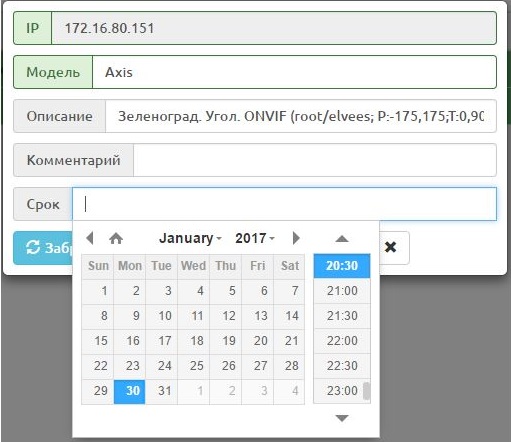 IP 172.16.80.151
Модель Axis
Описание Зеленоград. Угол. ONVIF (root/elvees; P:-175,175;T:0,90
Комментарий
Срок
January 2017
Sun Mon Tue Wed Thu Fri Sat
1 2 3 4 5 6 7
8 9 10 11 12 13 14
15 16 17 18 19 20 21
22 23 24 25 26 27 28
29 30 31 1 2 3 4
20:30
21:00
21:30
22:00
22:30
23:00